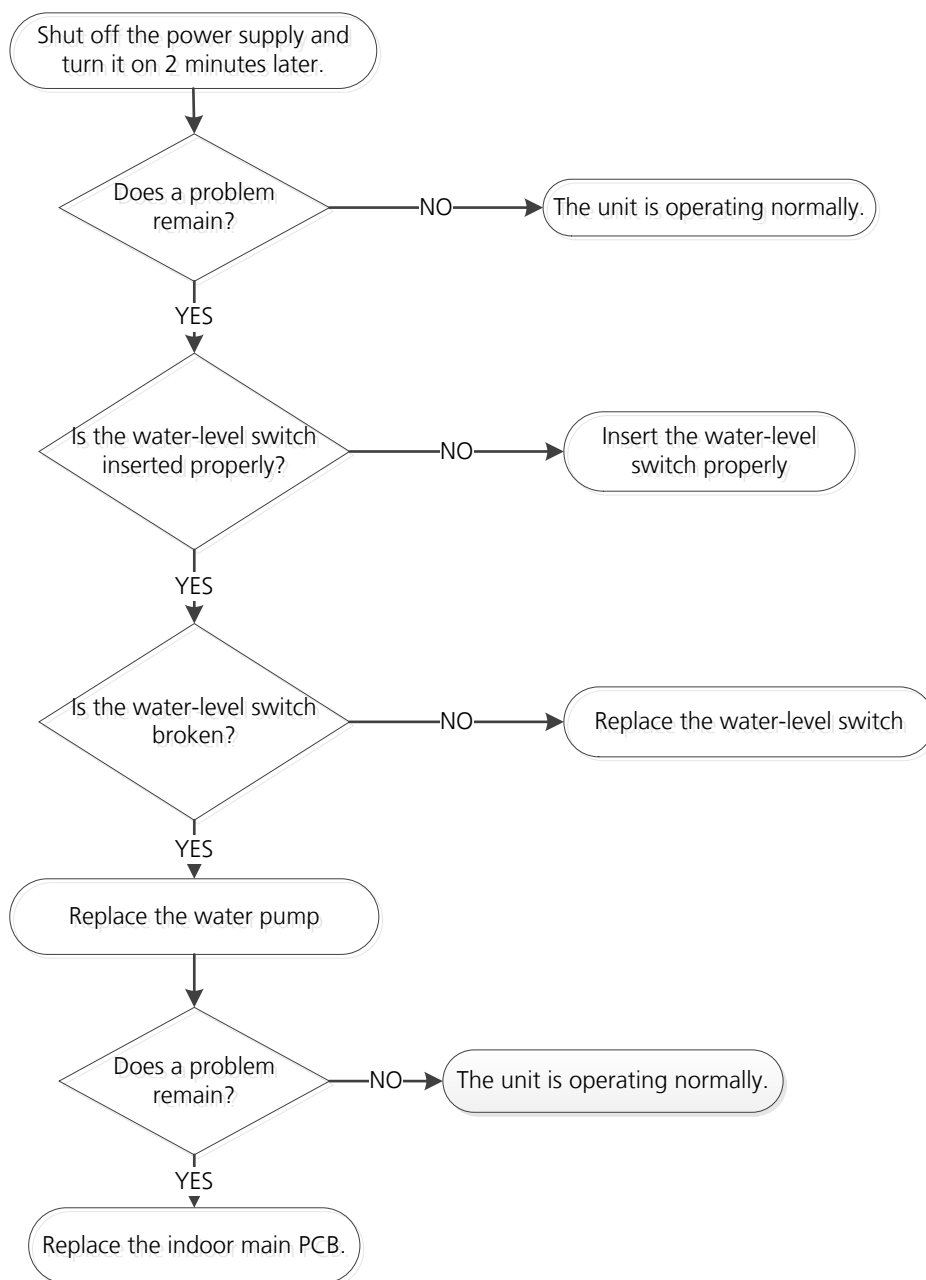 Shut off the power supply and
turn it on 2 minutes later.
Does a problem
remain?
NO
The unit is operating normally.
YES
Is the water-level switch
inserted properly?
NO
Insert the water-level
switch properly
YES
Is the water-level switch
broken?
NO
Replace the water-level switch
YES
Replace the water pump
Does a problem
remain?
NO
The unit is operating normally.
YES
Replace the indoor main PCB.